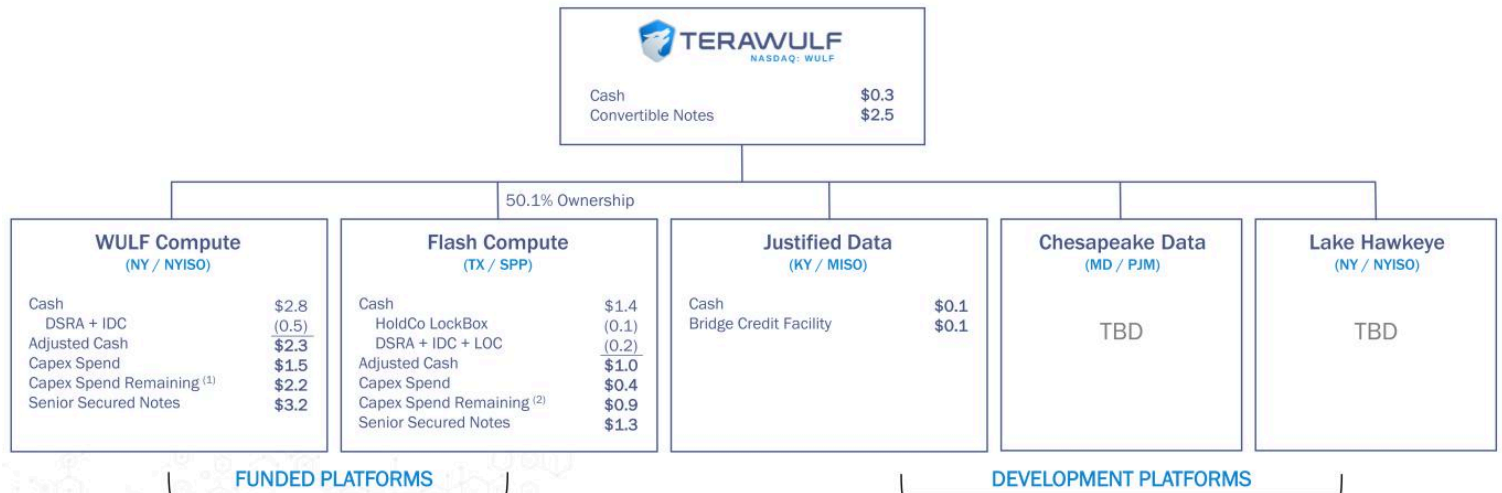 TERAWULF
NASDAQ: WULF
Cash $0.3
Convertible Notes $2.5
50.1% Ownership
WULF Compute
(NY / NYISO)
Cash $2.8
DSRA + IDC (0.5)
Adjusted Cash $2.3
Capex Spend $1.5
Capex Spend Remaining (1) $2.2
Senior Secured Notes $3.2
Flash Compute
(TX / SPP)
Cash $1.4
HoldCo LockBox (0.1)
DSRA + IDC + LOC (0.2)
Adjusted Cash $1.0
Capex Spend $0.4
Capex Spend Remaining (2) $0.9
Senior Secured Notes $1.3
Justified Data
(KY / MISO)
Cash $0.1
Bridge Credit Facility $0.1
Chesapeake Data
(MD / PJM)
TBD
Lake Hawkeye
(NY / NYISO)
TBD
FUNDED PLATFORMS
DEVELOPMENT PLATFORMS